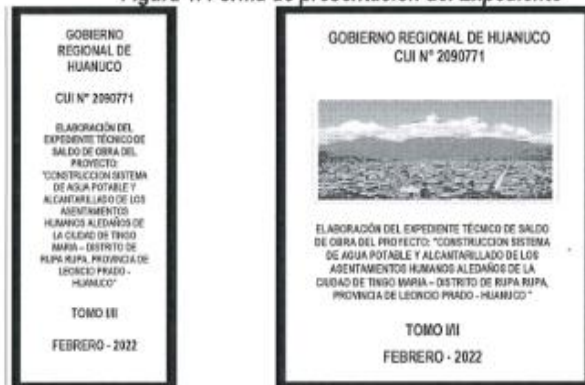 Figura 1. Forma de presentación del Expediente
GOBIERNO
REGIONAL DE
HUANUCO
CUI N° 2090771
ELABORACIÓN DEL
EXPEDIENTE TÉCNICO DE
SALDO DE OBRA DEL
PROYECTO:
"CONSTRUCCION SISTEMA
DE AGUA POTABLE Y
ALCANTARILLADO DE LOS
ASENTAMIENTOS
HUMANOS ALEDAÑOS DE
LA CIUDAD DE TINGO
MARIA – DISTRITO DE
RUPA RUPA, PROVINCIA DE
LEONCIO PRADO -
HUANUCO"
TOMO I/II
FEBRERO - 2022
GOBIERNO REGIONAL DE HUANUCO
CUI N° 2090771
ELABORACIÓN DEL EXPEDIENTE TÉCNICO DE SALDO
DE OBRA DEL PROYECTO: "CONSTRUCCION SISTEMA
DE AGUA POTABLE Y ALCANTARILLADO DE LOS
ASENTAMIENTOS HUMANOS ALEDAÑOS DE LA
CIUDAD DE TINGO MARIA – DISTRITO DE RUPA RUPA,
PROVINCIA DE LEONCIO PRADO - HUANUCO "
TOMO I/II
FEBRERO - 2022